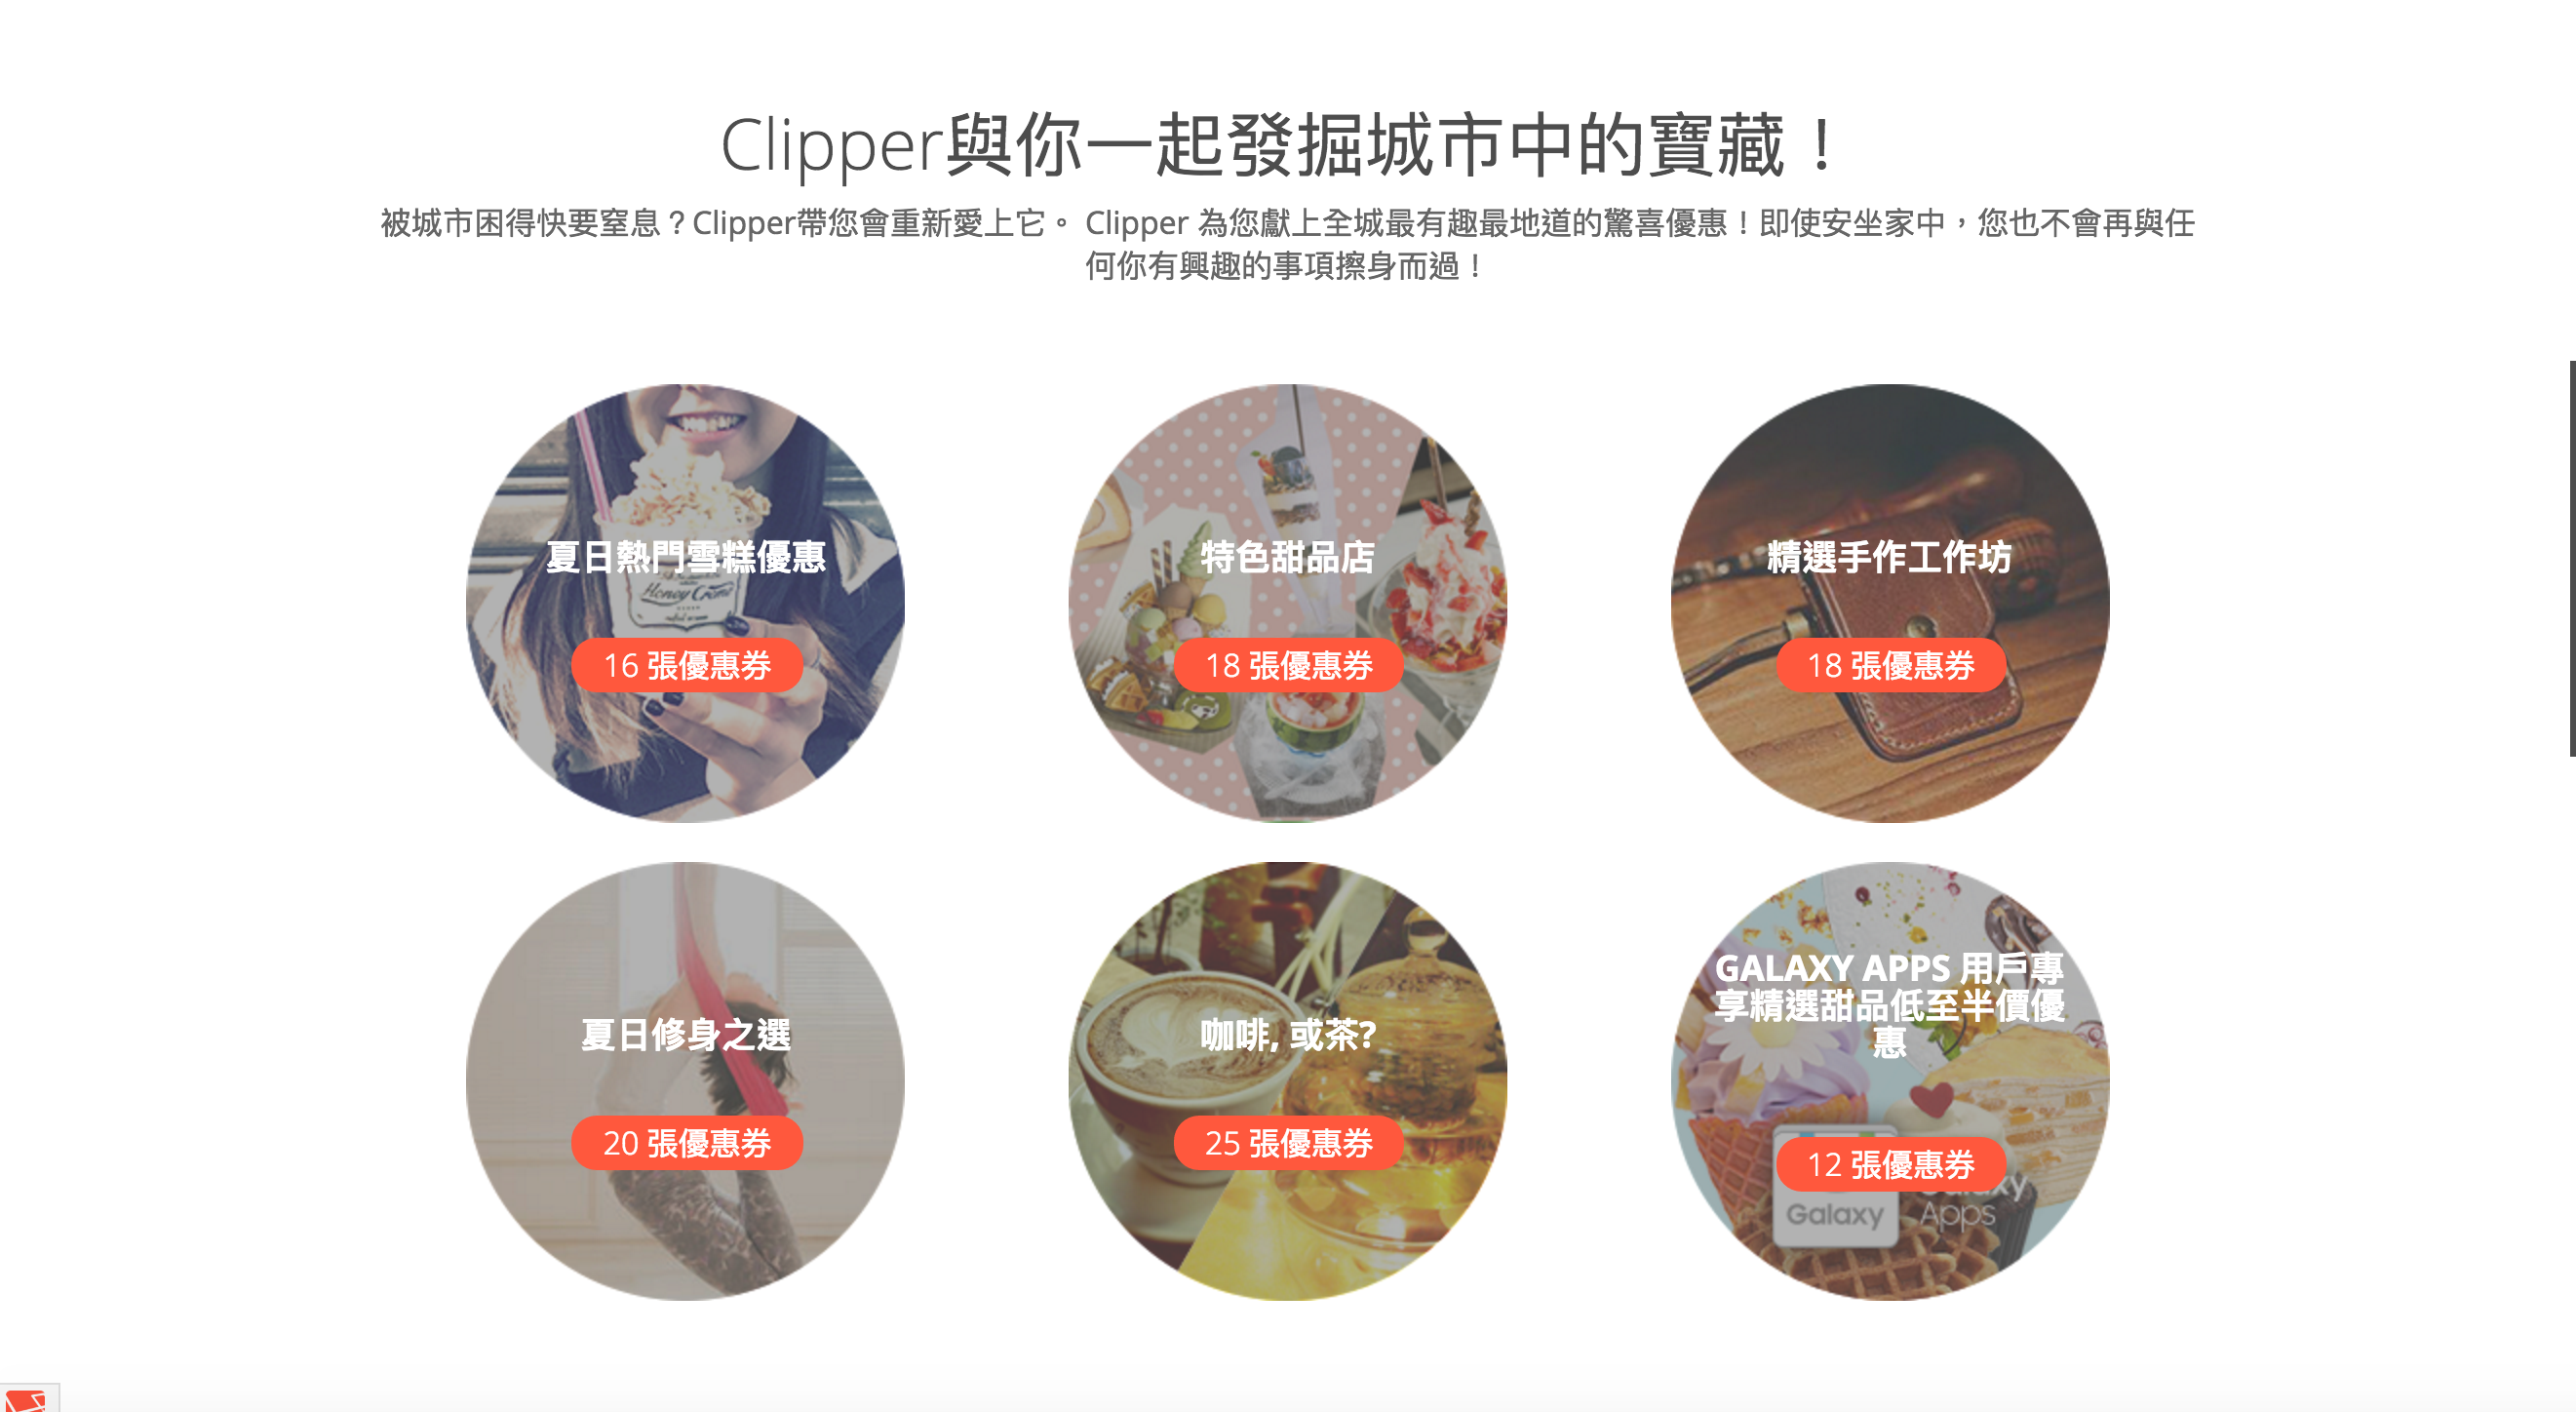 Clipper與你一起發掘城市中的寶藏！
被城市困得快要窒息？Clipper帶您會重新愛上它。 Clipper 為您獻上全城最有趣最地道的驚喜優惠！即使安坐家中，您也不會再與任
何你有興趣的事項擦身而過！
夏日熱門雪糕優惠
Honey Creme
16 張優惠券
特色甜品店
18 張優惠券
精選手作工作坊
18 張優惠券
夏日修身之選
20 張優惠券
咖啡, 或茶?
25 張優惠券
GALAXY APPS 用戶專
享精選甜品低至半價優
惠
12 張優惠券
Galaxy
Galaxy
Apps